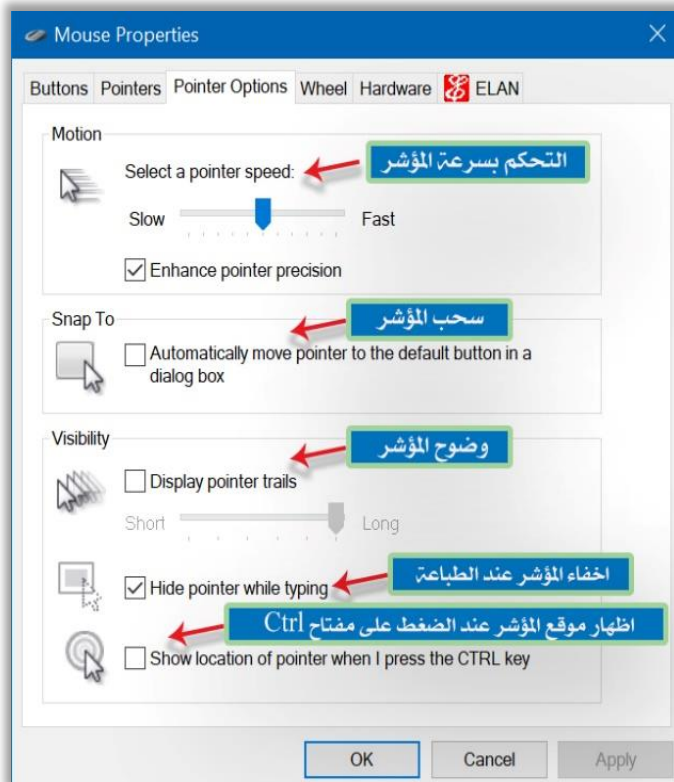 Mouse Properties
Buttons Pointers Pointer Options Wheel Hardware ELAN
Motion
Select a pointer speed:
التحكم بسرعة المؤشر
Slow Fast
Enhance pointer precision
Snap To
سحب المؤشر
Automatically move pointer to the default button in a
dialog box
Visibility
وضوح المؤشر
Display pointer trails
Short Long
اخفاء المؤشر عند الطباعة
Hide pointer while typing
اظهار موقع المؤشر عند الضغط على مفتاح Ctrl
Show location of pointer when I press the CTRL key
OK Cancel Apply